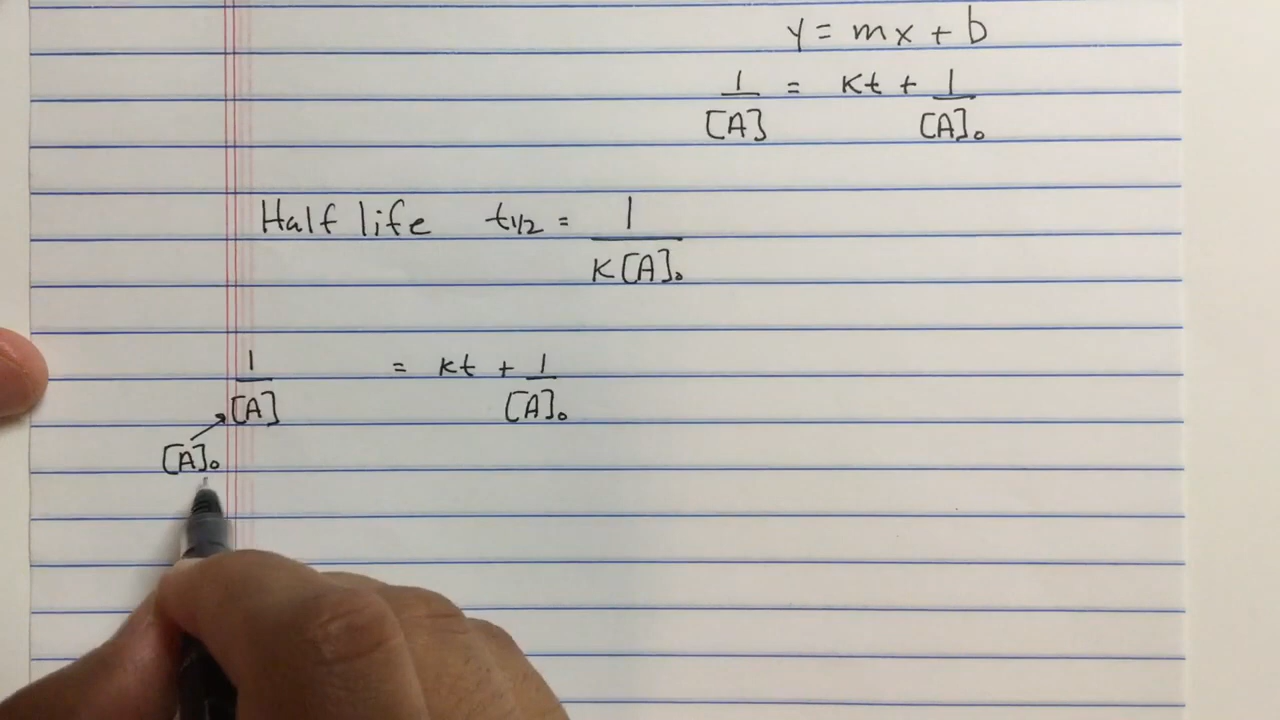 y = mx + b
1/[A] = kt + 1/[A]₀
Half life t1/2 = 1/K[A]₀
1/[A] = kt + 1/[A]₀
[A]₀